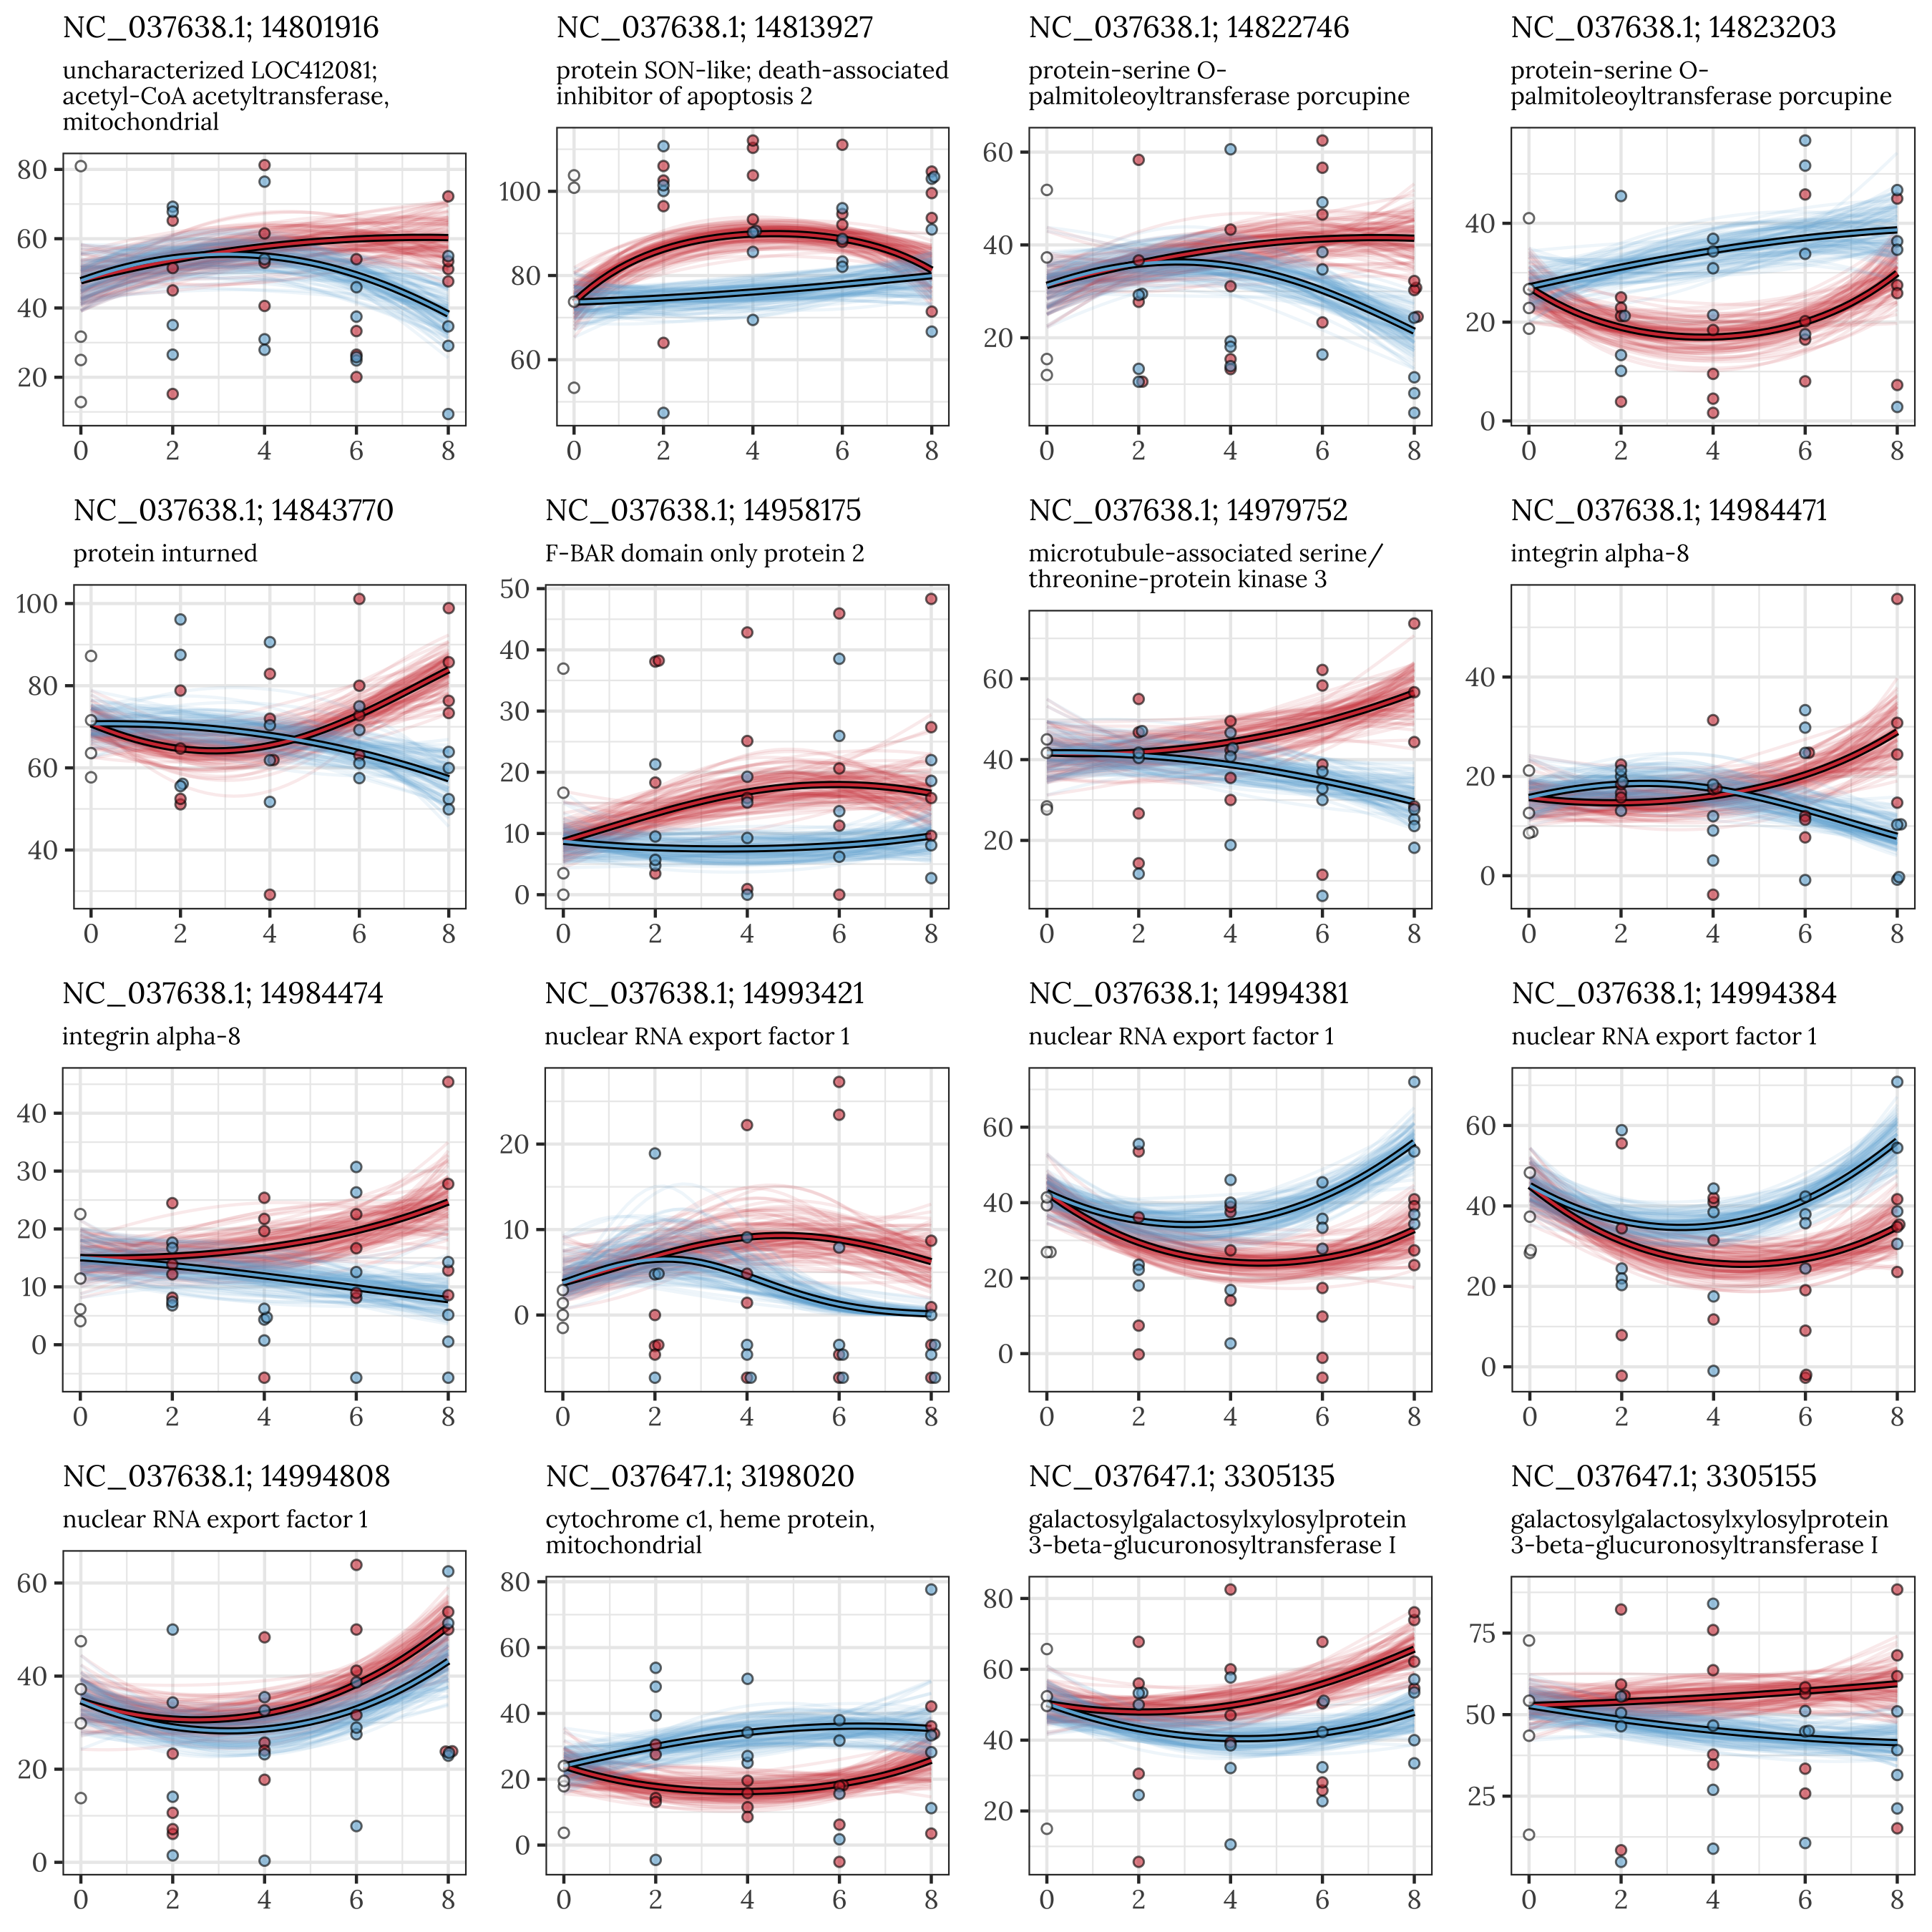 NC_037638.1; 14801916
uncharacterized LOC412081;
acetyl-CoA acetyltransferase,
mitochondrial
80
60
40
20
0 2 4 6 8
NC_037638.1; 14813927
protein SON-like; death-associated
inhibitor of apoptosis 2
100
80
60
0 2 4 6 8
NC_037638.1; 14822746
protein-serine O-
palmitoleoyltransferase porcupine
60
40
20
0 2 4 6 8
NC_037638.1; 14823203
protein-serine O-
palmitoleoyltransferase porcupine
40
20
0
0 2 4 6 8
NC_037638.1; 14843770
protein inturned
100
80
60
40
0 2 4 6 8
NC_037638.1; 14958175
F-BAR domain only protein 2
50
40
30
20
10
0
0 2 4 6 8
NC_037638.1; 14979752
microtubule-associated serine/
threonine-protein kinase 3
60
40
20
0 2 4 6 8
NC_037638.1; 14984471
integrin alpha-8
40
20
0
0 2 4 6 8
NC_037638.1; 14984474
integrin alpha-8
40
30
20
10
0
0 2 4 6 8
NC_037638.1; 14993421
nuclear RNA export factor 1
20
10
0
0 2 4 6 8
NC_037638.1; 14994381
nuclear RNA export factor 1
60
40
20
0
0 2 4 6 8
NC_037638.1; 14994384
nuclear RNA export factor 1
60
40
20
0
0 2 4 6 8
NC_037638.1; 14994808
nuclear RNA export factor 1
60
40
20
0
0 2 4 6 8
NC_037647.1; 3198020
cytochrome c1, heme protein,
mitochondrial
80
60
40
20
0
0 2 4 6 8
NC_037647.1; 3305135
galactosylgalactosylxylosylprotein
3-beta-glucuronosyltransferase I
80
60
40
20
0 2 4 6 8
NC_037647.1; 3305155
galactosylgalactosylxylosylprotein
3-beta-glucuronosyltransferase I
75
50
25
0 2 4 6 8